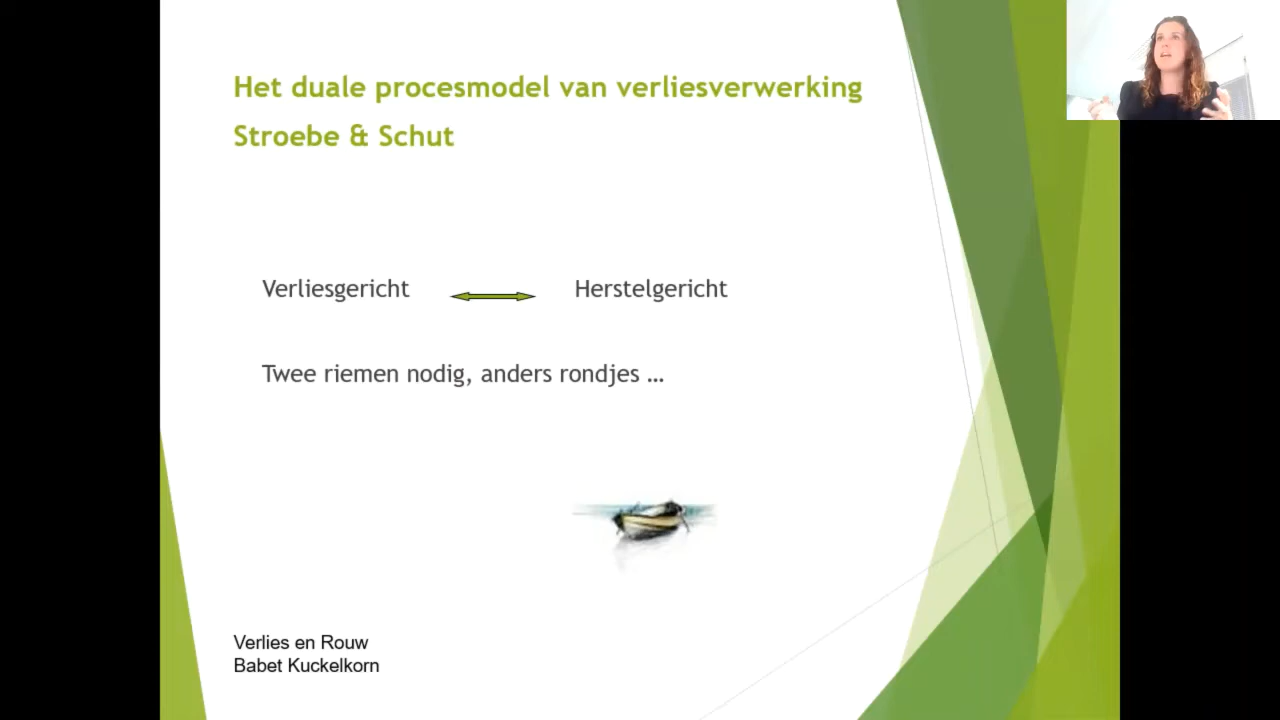 Het duale procesmodel van verliesverwerking
Stroebe & Schut
Verliesgericht
Herstelgericht
Twee riemen nodig, anders rondjes …
Verlies en Rouw
Babet Kuckelkorn